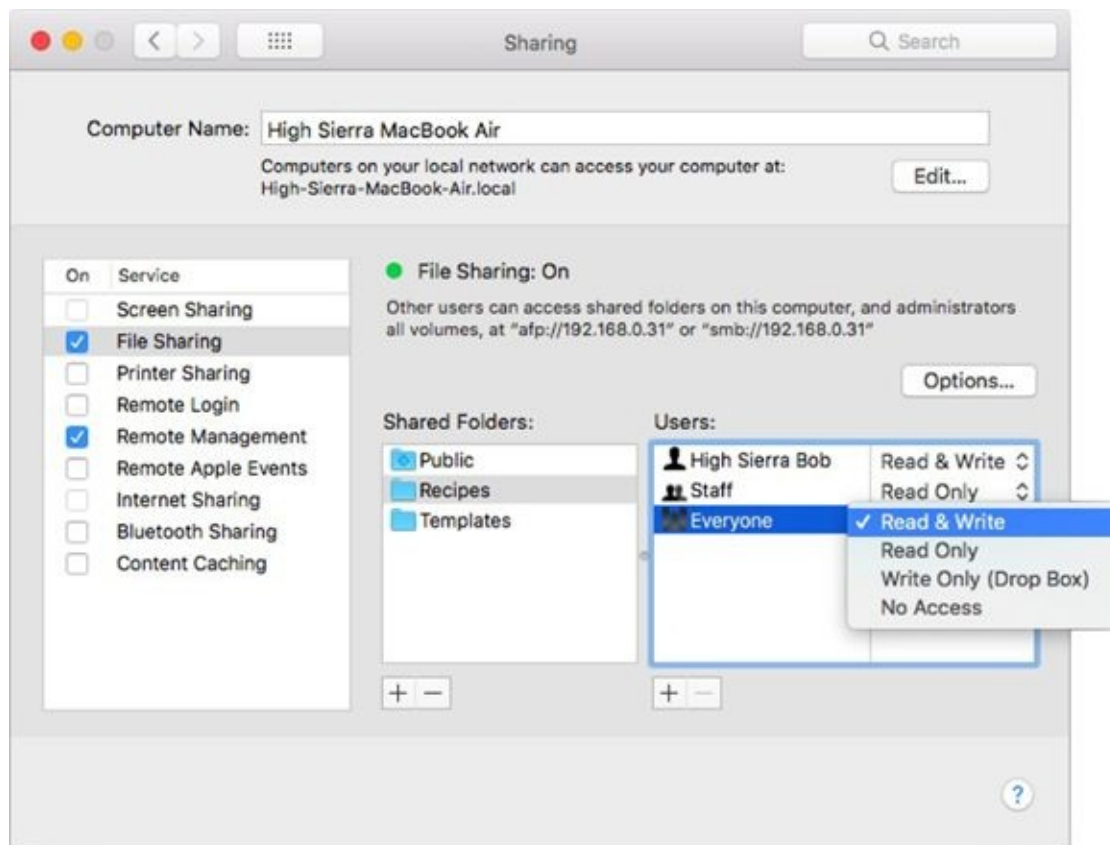 Sharing
Search
Computer Name: High Sierra MacBook Air
Computers on your local network can access your computer at:
High-Sierra-MacBook-Air.local
Edit...
On Service
Screen Sharing
File Sharing
Printer Sharing
Remote Login
Remote Management
Remote Apple Events
Internet Sharing
Bluetooth Sharing
Content Caching
File Sharing: On
Other users can access shared folders on this computer, and administrators
all volumes, at “afp://192.168.0.31” or “smb://192.168.0.31”
Options...
Shared Folders:
Public
Recipes
Templates
Users:
High Sierra Bob Read & Write
Staff Read Only
Everyone Read & Write
Read Only
Write Only (Drop Box)
No Access
+ −
+ −
?